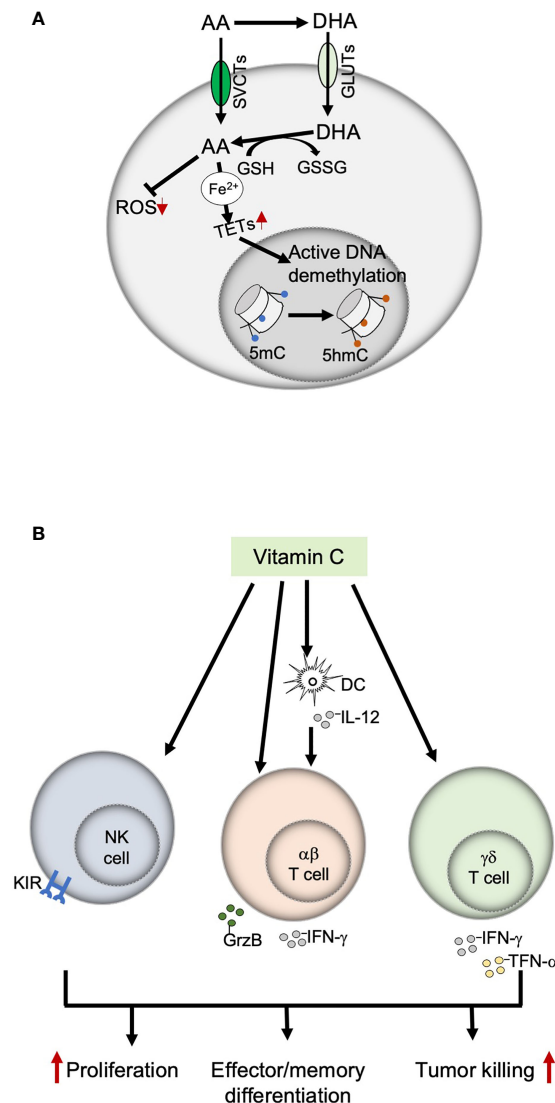 A
AA
DHA
SVCTs
GLUTs
AA
DHA
GSH
GSSG
Fe2+
ROS
TETs
Active DNA
demethylation
5mC
5hmC
B
Vitamin C
DC
IL-12
NK
cell
αβ
T cell
γδ
T cell
KIR
GrzB
IFN-γ
IFN-γ
TFN-α
Proliferation
Effector/memory
differentiation
Tumor killing